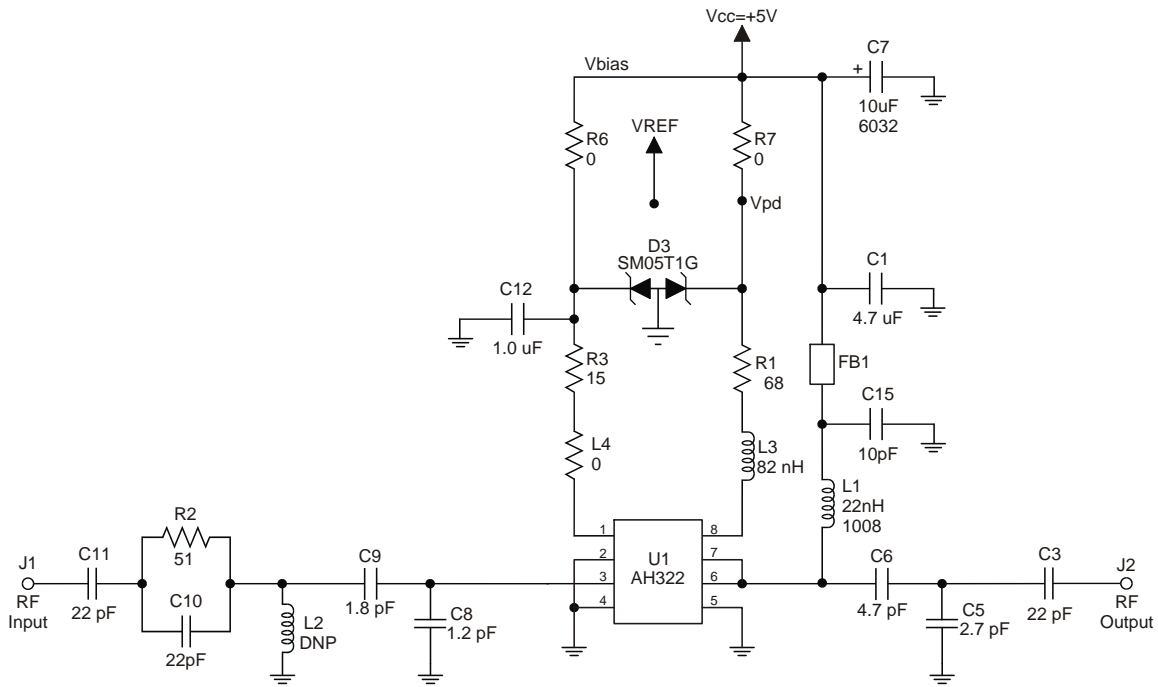 Vcc=+5V
Vbias
C7
+
10uF
6032
R6
0
VREF
R7
0
Vpd
D3
SM05T1G
C1
4.7 uF
C12
1.0 uF
R3
15
R1
68
FB1
C15
10pF
L4
0
L3
82 nH
L1
22nH
1008
1
2
3
4
U1
AH322
8
7
6
5
J1
RF
Input
C11
22 pF
R2
51
C10
22pF
L2
DNP
C9
1.8 pF
C8
1.2 pF
C6
4.7 pF
C5
2.7 pF
C3
22 pF
J2
RF
Output